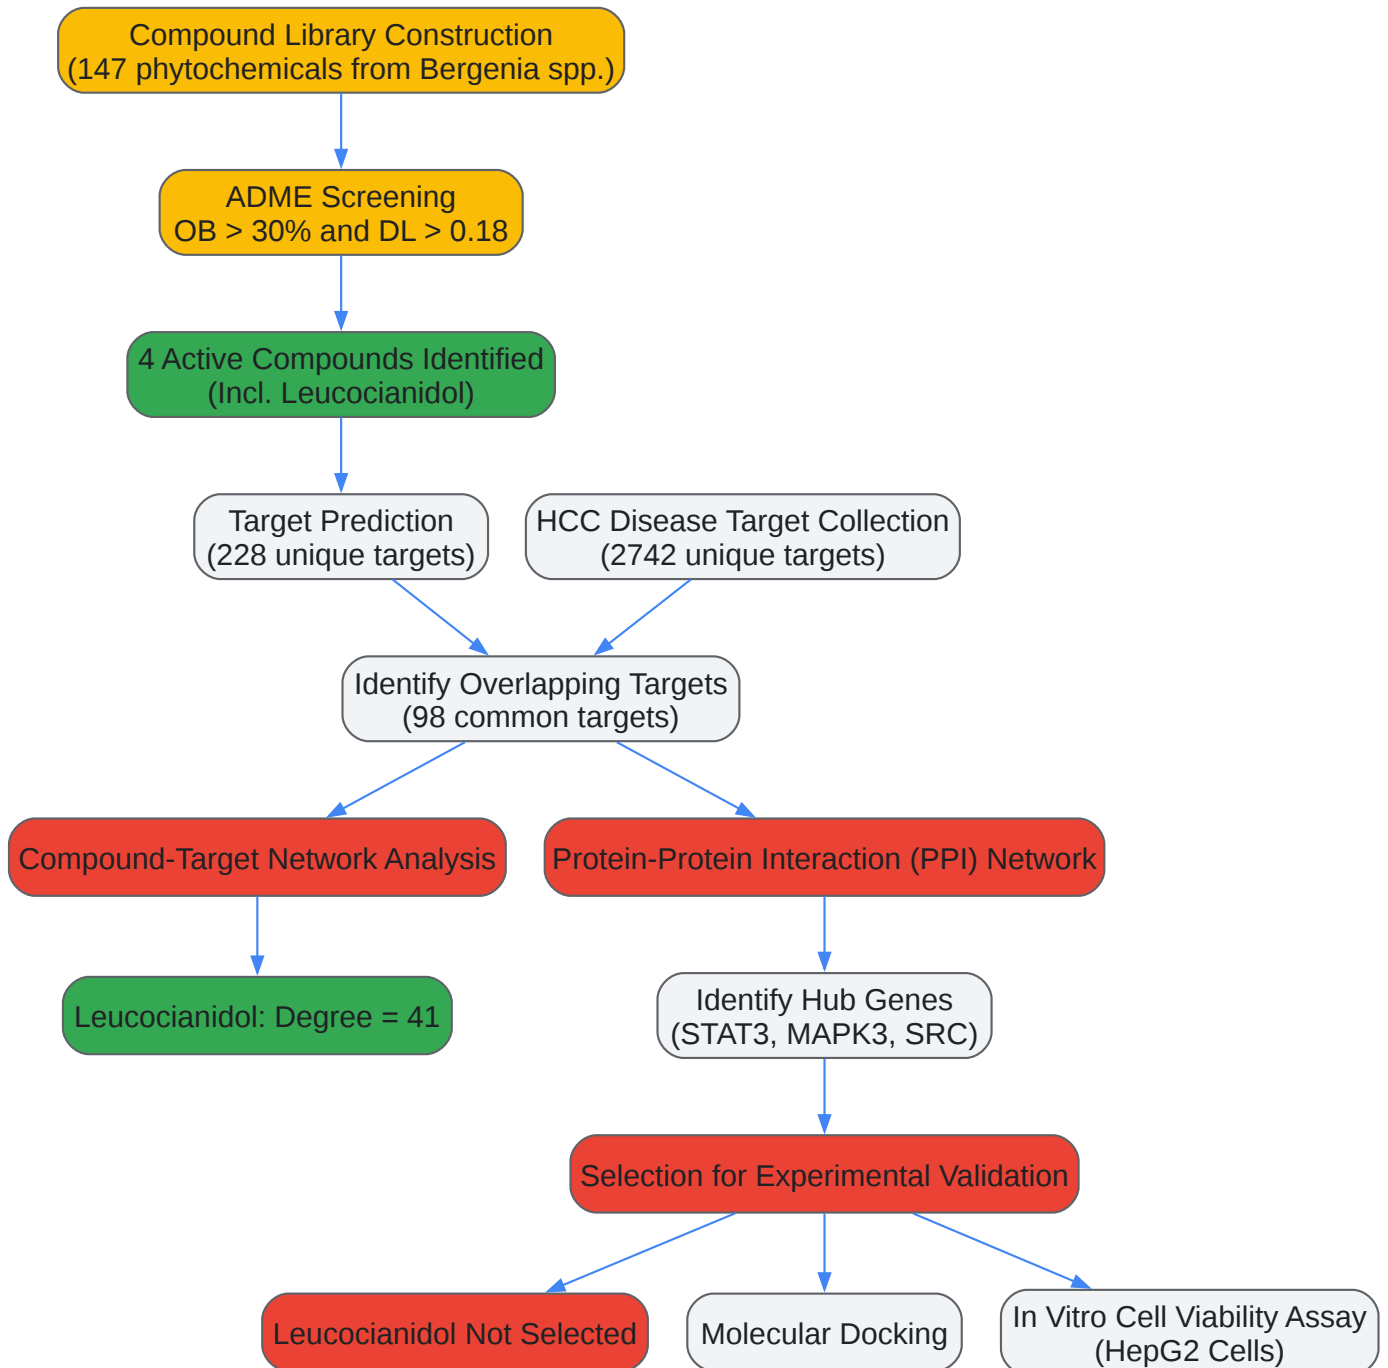 Compound Library Construction
(147 phytochemicals from Bergenia spp.)
ADME Screening
OB > 30% and DL > 0.18
4 Active Compounds Identified
(Incl. Leucocianidol)
Target Prediction
(228 unique targets)
HCC Disease Target Collection
(2742 unique targets)
Identify Overlapping Targets
(98 common targets)
Compound-Target Network Analysis
Protein-Protein Interaction (PPI) Network
Leucocianidol: Degree = 41
Identify Hub Genes
(STAT3, MAPK3, SRC)
Selection for Experimental Validation
Leucocianidol Not Selected
Molecular Docking
In Vitro Cell Viability Assay
(HepG2 Cells)